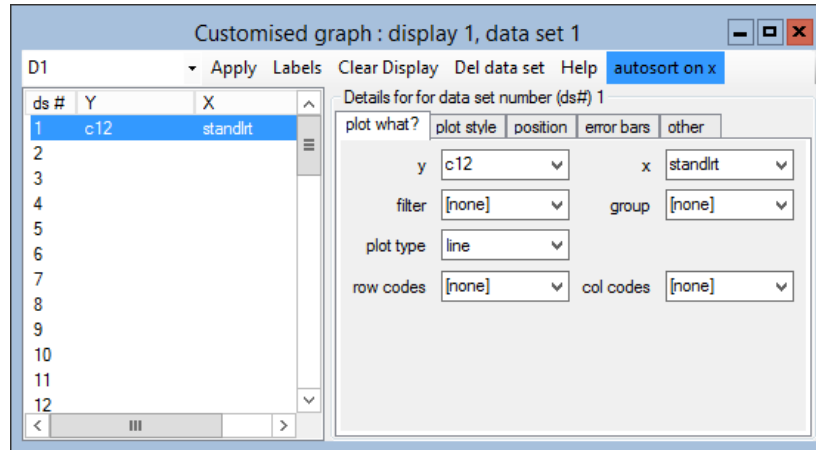 Customised graph : display 1, data set 1
D1 Apply Labels Clear Display Del data set Help autosort on x
ds # Y X
1 c12 standlrt
2
3
4
5
6
7
8
9
10
11
12
Details for for data set number (ds#) 1
plot what? plot style position error bars other
y c12 x standlrt
filter [none] group [none]
plot type line
row codes [none] col codes [none]